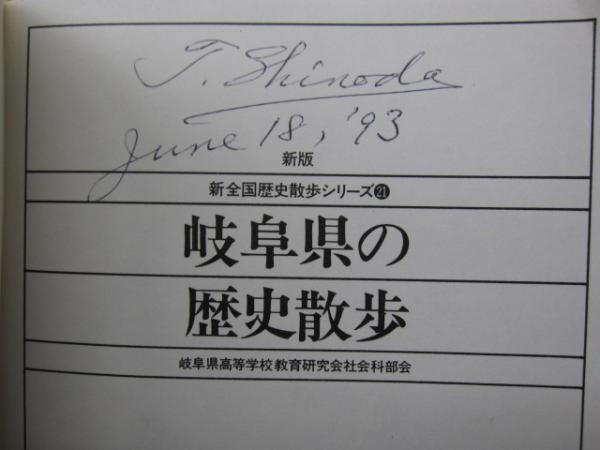 T. Shinoda
June 18, '93
新版
新全国歴史散歩シリーズ㉑
岐阜県の
歴史散歩
岐阜県高等学校教育研究会社会科部会